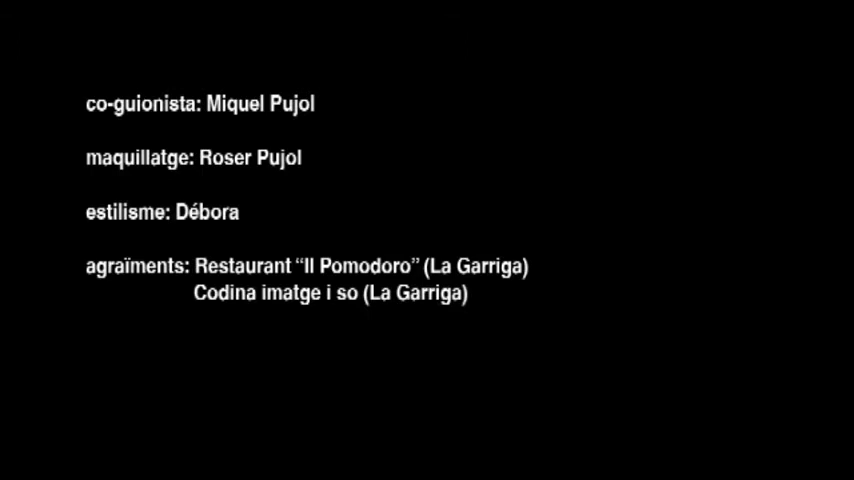 co-guionista: Miquel Pujol
maquillatge: Roser Pujol
estilisme: Débora
agraïments: Restaurant “Il Pomodoro” (La Garriga)
Codina imatge i so (La Garriga)